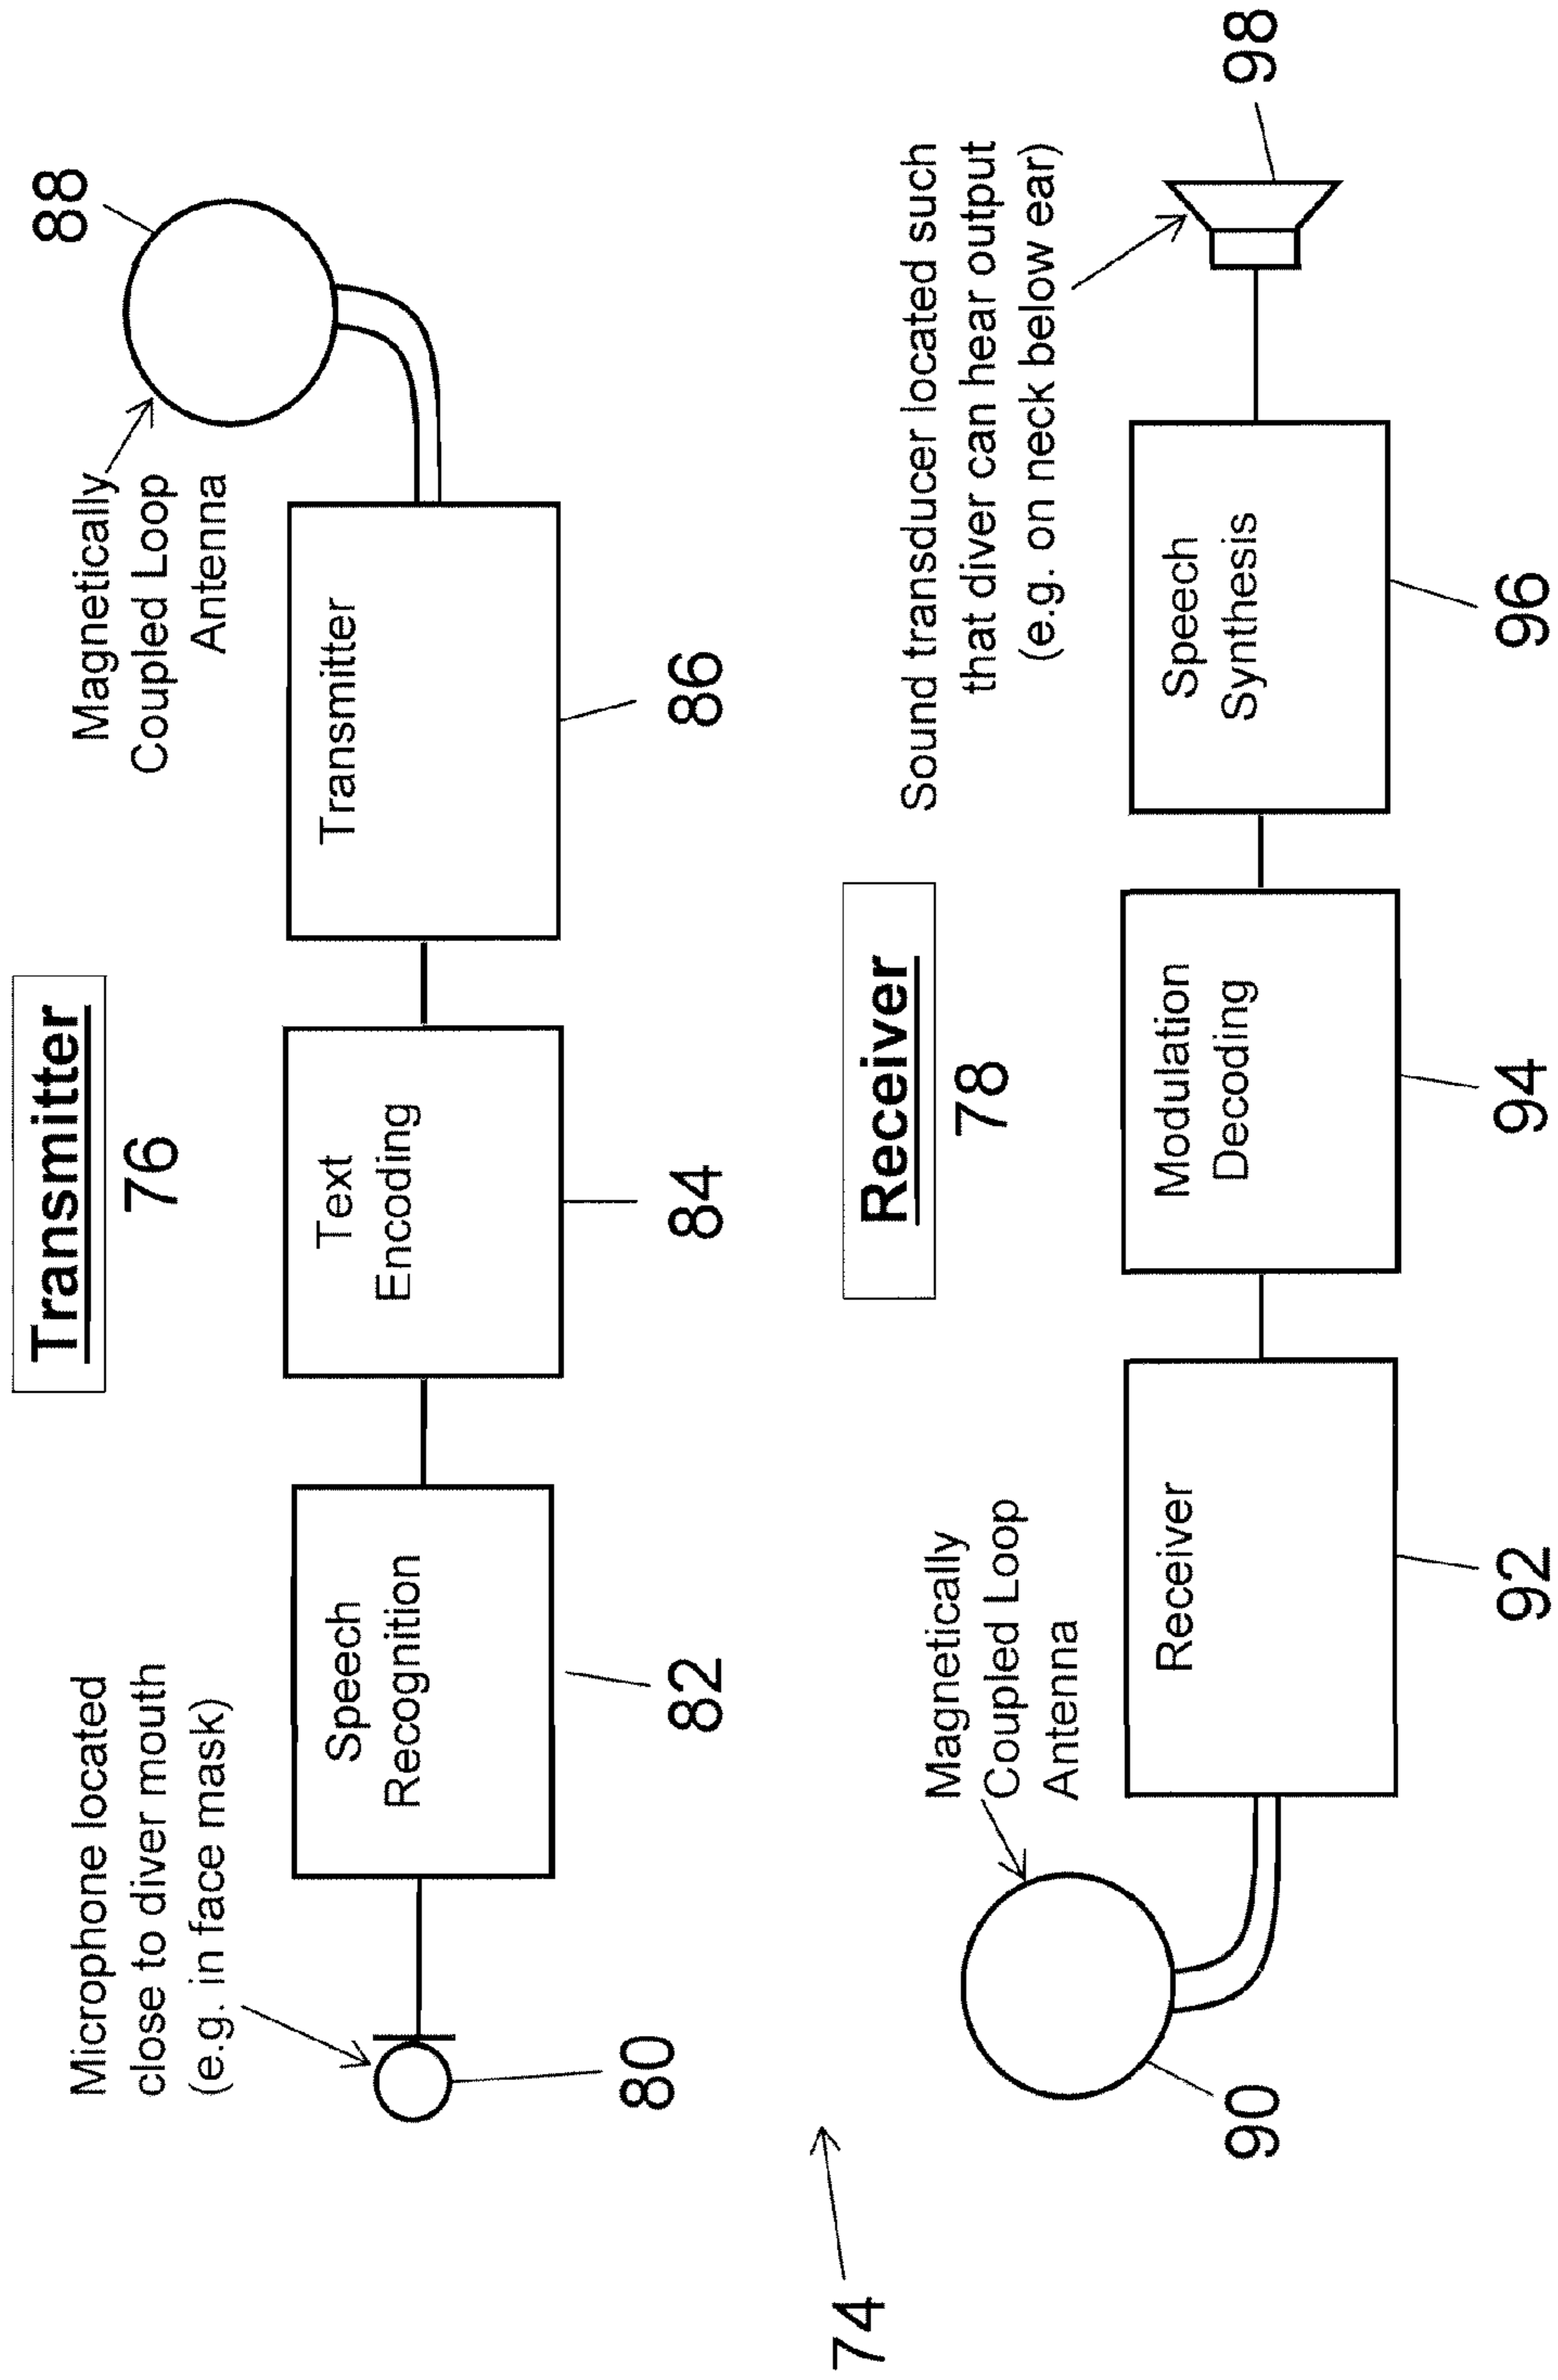 Transmitter
76
Microphone located
close to diver mouth
(e.g. in face mask)
80
Speech
Recognition
82
Text
Encoding
84
Transmitter
86
Magnetically
Coupled Loop
Antenna
88
74
Receiver
78
Magnetically
Coupled Loop
Antenna
90
Receiver
92
Modulation
Decoding
94
Speech
Synthesis
96
Sound transducer located such
that diver can hear output
(e.g. on neck below ear)
98